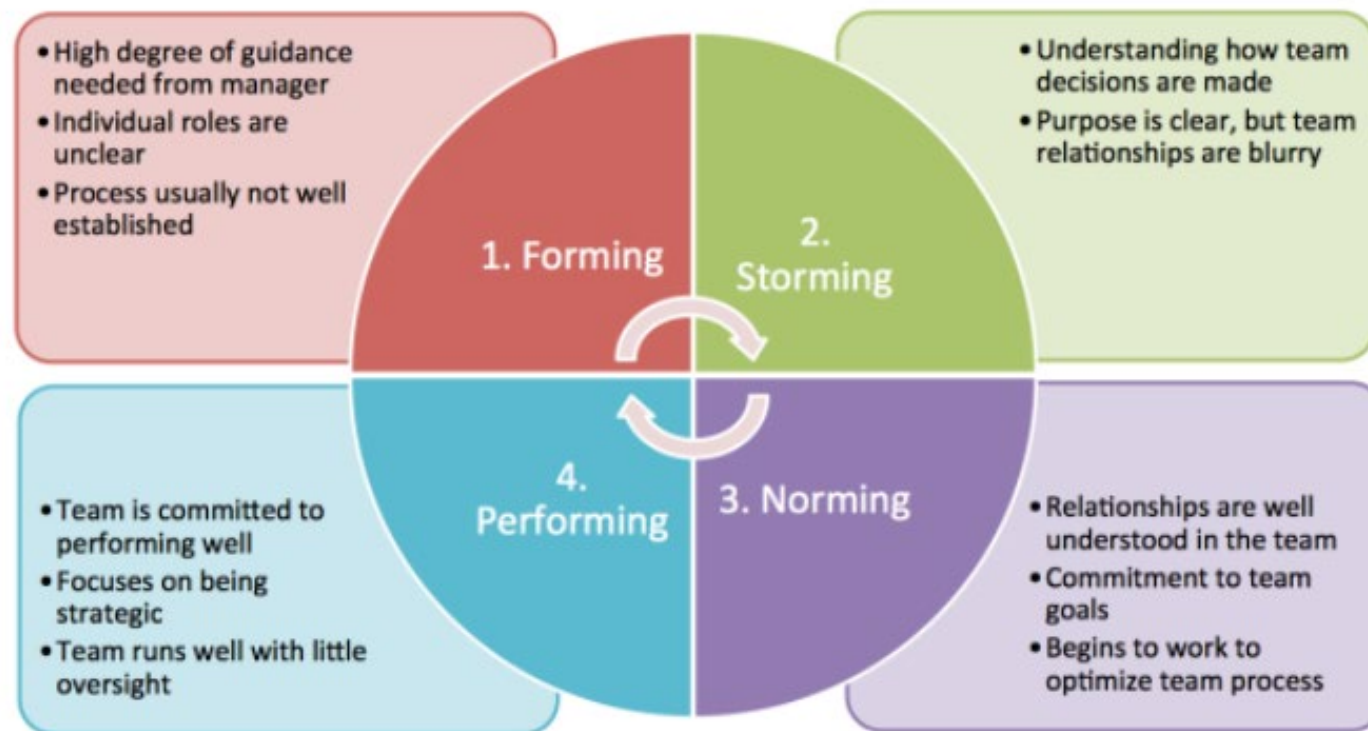 • High degree of guidance
needed from manager
• Individual roles are
unclear
• Process usually not well
established
1. Forming
• Understanding how team
decisions are made
• Purpose is clear, but team
relationships are blurry
2.
Storming
• Relationships are well
understood in the team
• Commitment to team
goals
• Begins to work to
optimize team process
3. Norming
• Team is committed to
performing well
• Focuses on being
strategic
• Team runs well with little
oversight
4.
Performing